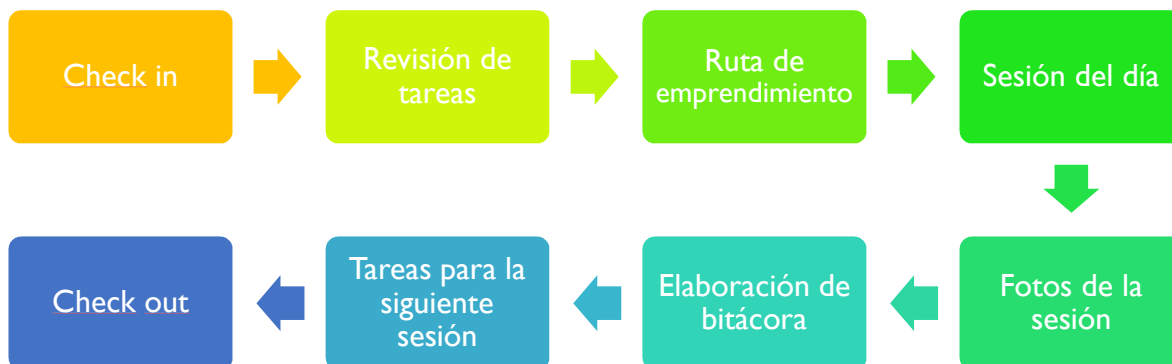 Check in
Revisión de
tareas
Ruta de
emprendimiento
Sesión del día
Fotos de la
sesión
Elaboración de
bitácora
Tareas para la
siguiente
sesión
Check out